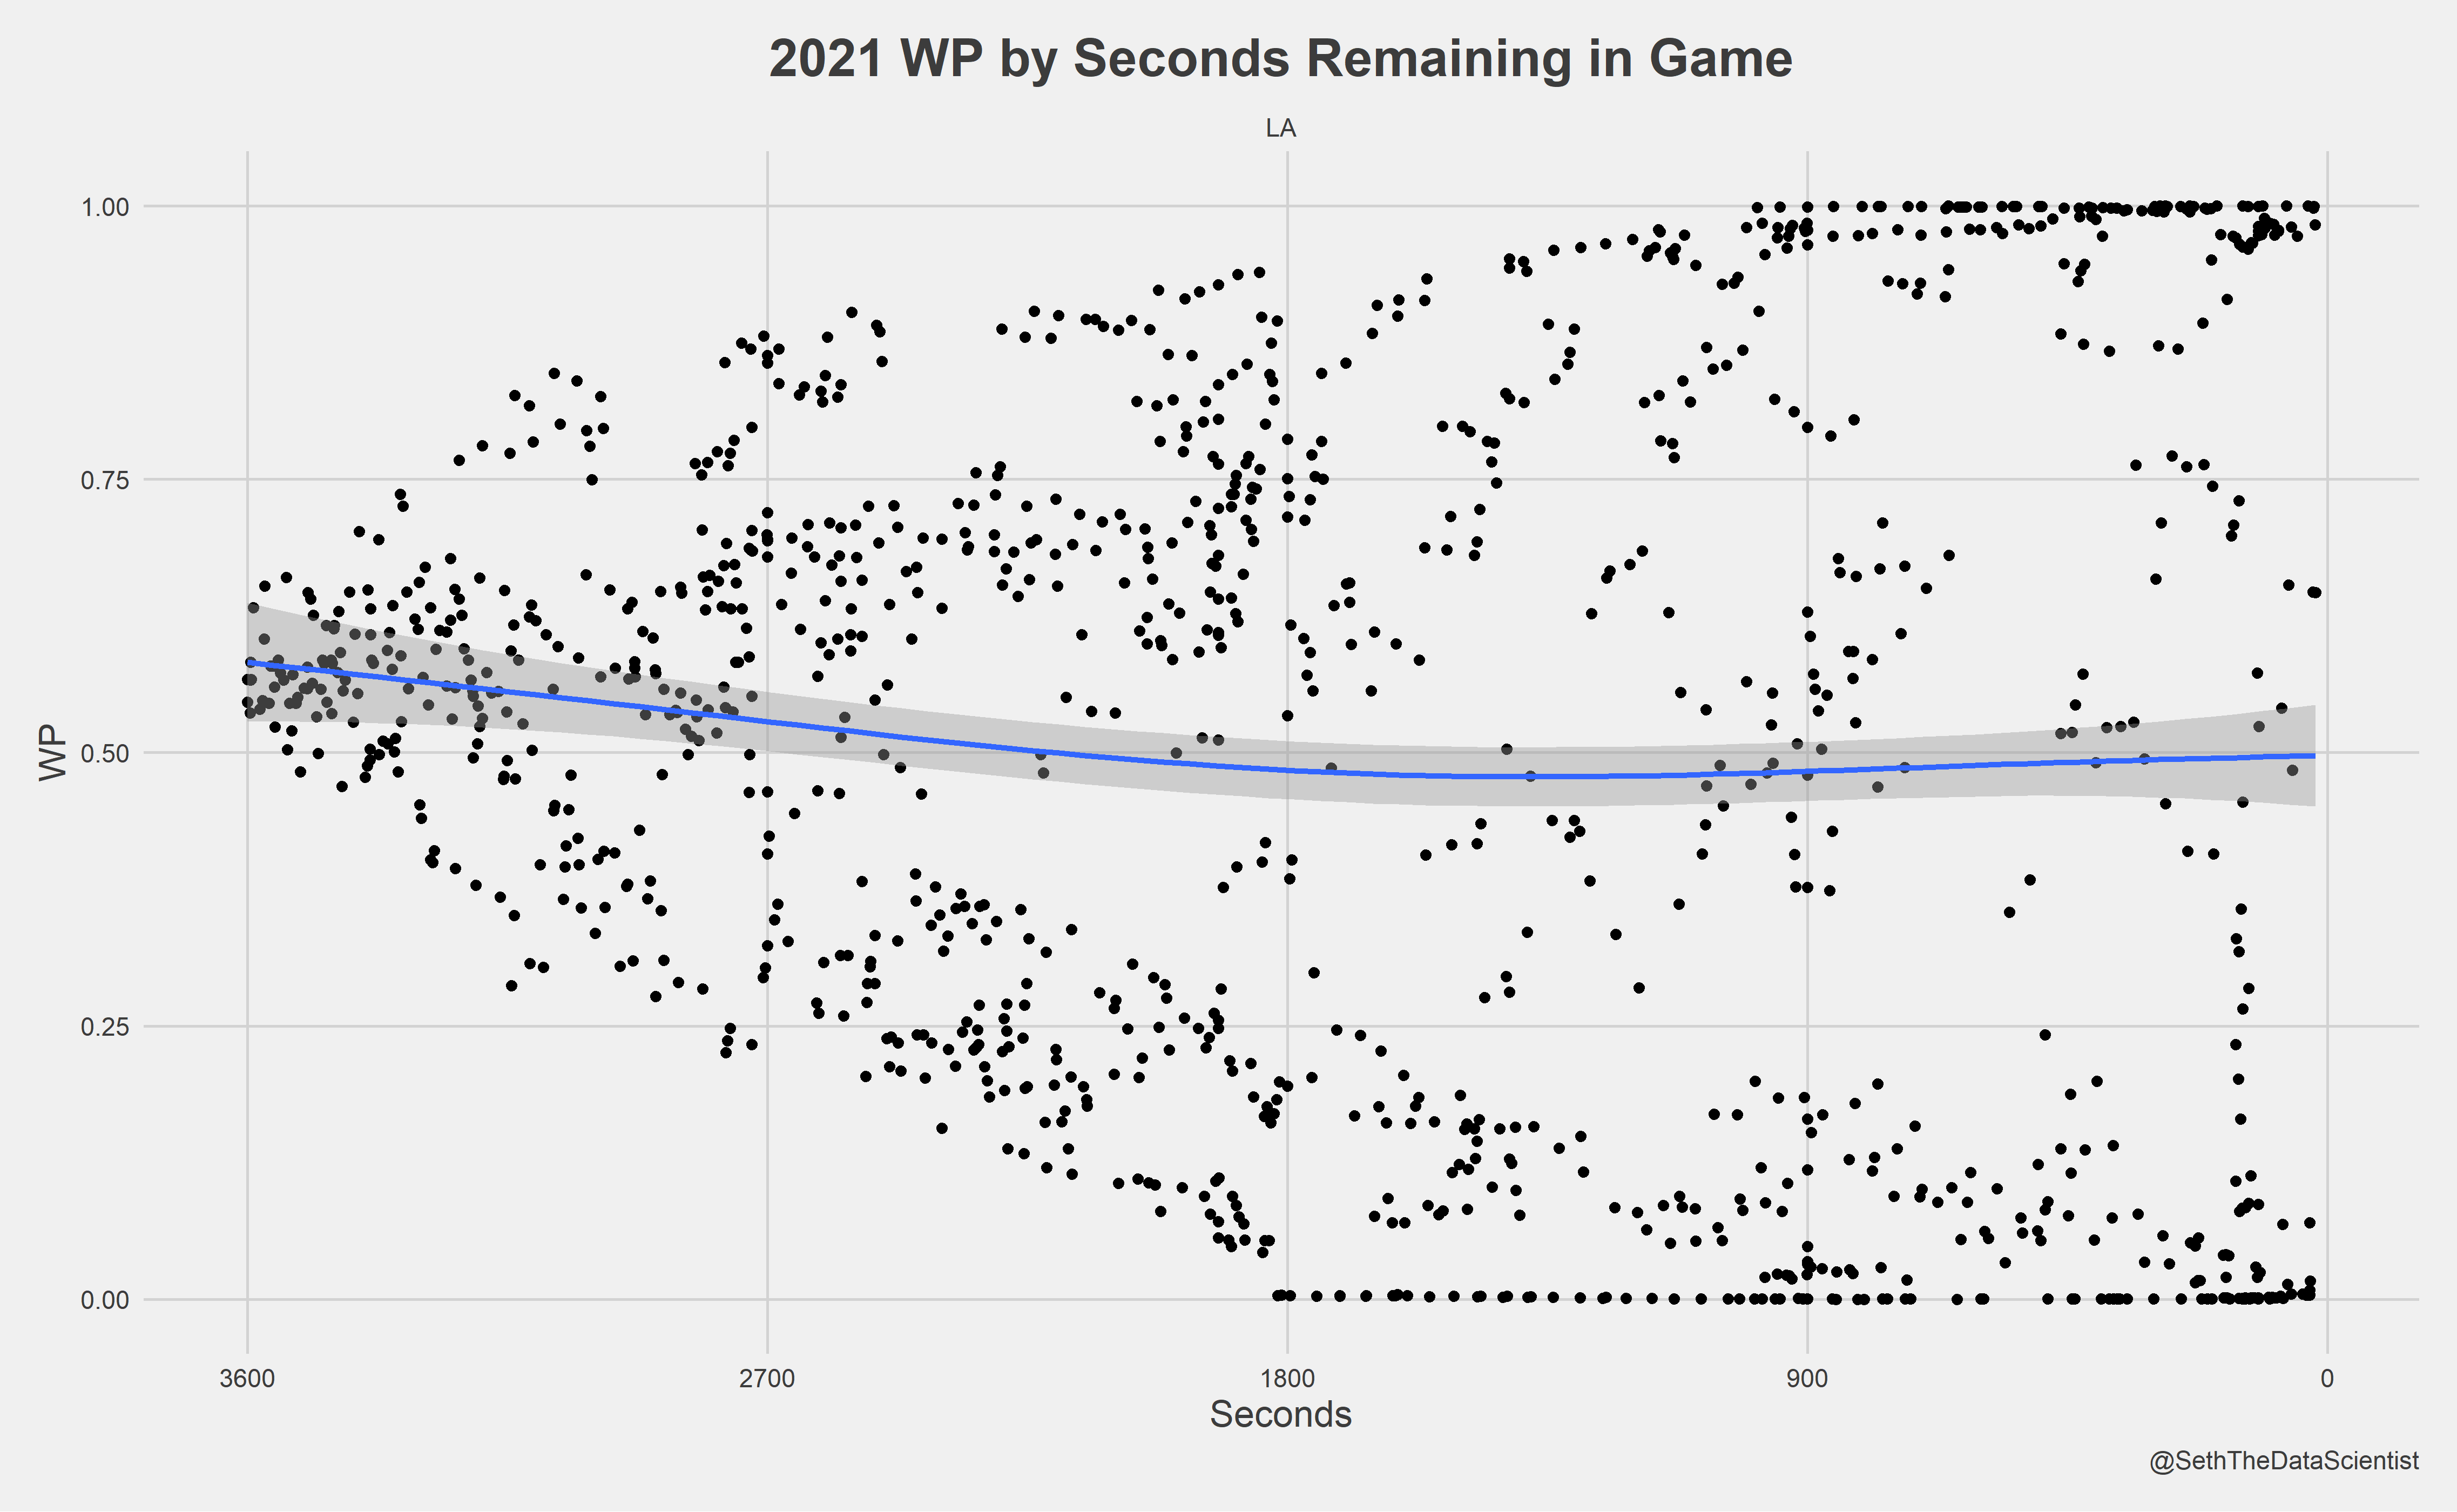 2021 WP by Seconds Remaining in Game
LA
1.00
0.75
0.50
0.25
0.00
WP
3600 2700 1800 900 0
Seconds
@SethTheDataScientist